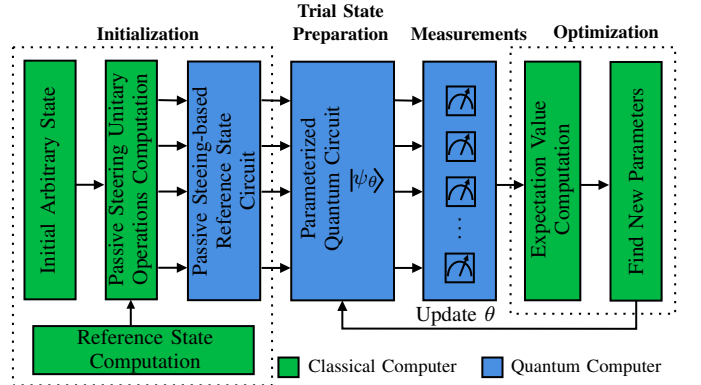 Initialization
Trial State
Preparation
Measurements
Optimization
Initial Arbitrary State
Passive Steering Unitary
Operations Computation
Passive Steeing-based
Reference State
Circuit
Parameterized
Quantum Circuit
|ψθ⟩
Expectation Value
Computation
Find New Parameters
Update θ
Reference State
Computation
Classical Computer
Quantum Computer